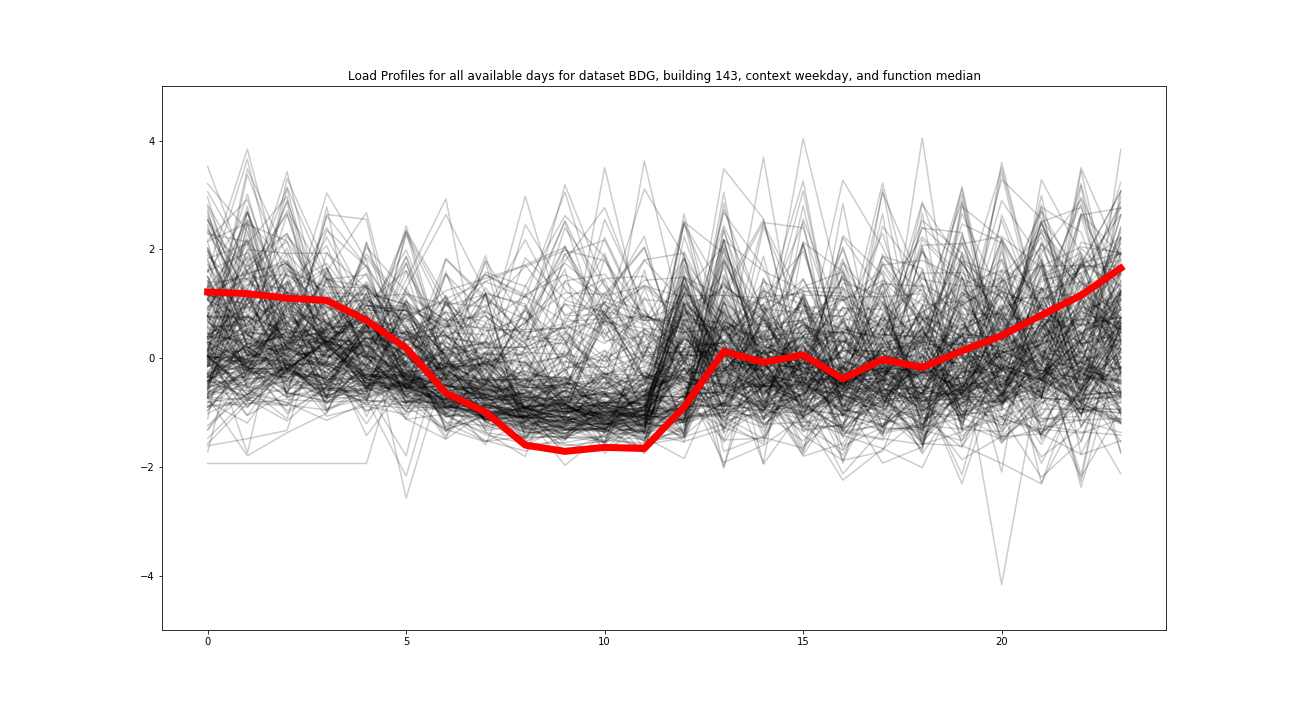 Load Profiles for all available days for dataset BDG, building 143, context weekday, and function median
4
2
0
−2
−4
0 5 10 15 20